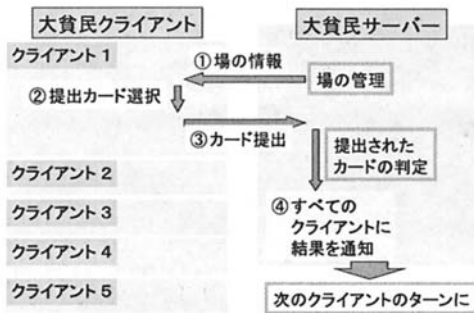 大貧民クライアント
大貧民サーバー
クライアント 1
①場の情報
場の管理
②提出カード選択
③カード提出
提出された
カードの判定
クライアント 2
クライアント 3
④すべての
クライアントに
結果を通知
クライアント 4
クライアント 5
次のクライアントのターンに